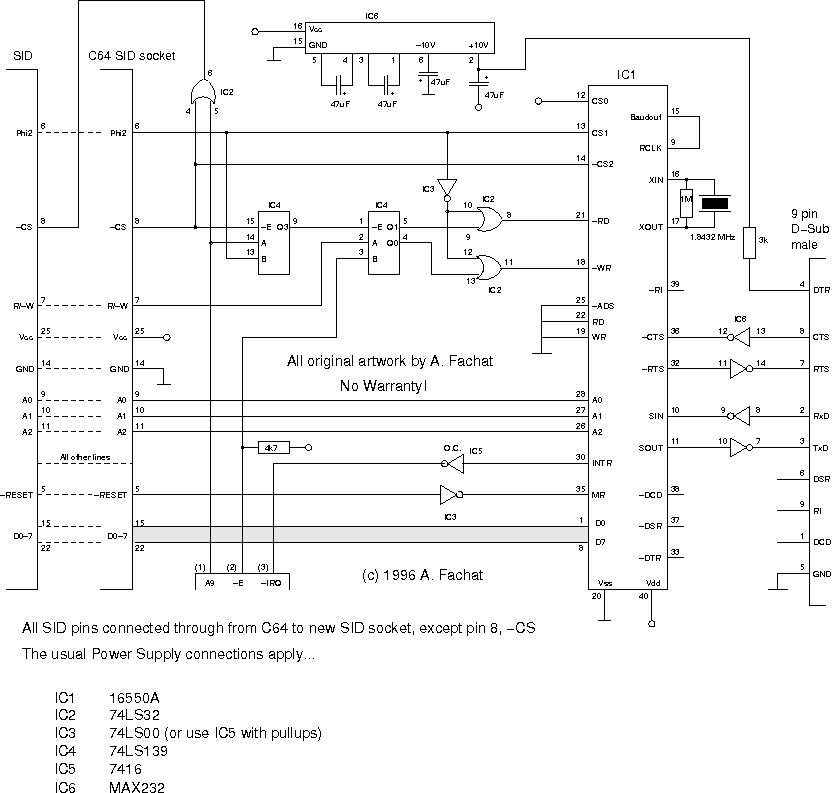 IC6
16 Vcc
15 GND
−10V
+10V
5 4 3 1 6 2
47uF
47uF
47uF
47uF
SID
C64 SID socket
6
IC2
4 5
IC1
12 CS0
Baudout 15
Phi2 6
Phi2 6
13 CS1
RCLK 9
14 −CS2
XIN 16
IC3
1M
−CS 8
−CS 8
IC4
15 −E Q3 9
14 A
13 B
IC4
1 −E Q1 5
2 A Q0 4
3 B
10
IC2
8
9
21 −RD
XOUT 17
1.8432 MHz
3k
9 pin
D−Sub
male
12
11
13
IC2
18 −WR
−RI 39
4 DTR
R/−W 7
R/−W 7
25 −ADS
22 RD
19 WR
IC6
Vcc 25
Vcc 25
−CTS 36
12 13
8 CTS
GND 14
GND 14
All original artwork by A. Fachat
−RTS 32
11 14
7 RTS
No Warranty!
A0 9
A0 9
28 A0
A1 10
A1 10
27 A1
SIN 10
9 8
2 RxD
A2 11
A2 11
26 A2
4k7
O.C.
IC5
SOUT 11
10 7
3 TxD
All other lines
30 INTR
6 DSR
−RESET 5
−RESET 5
IC3
35 MR
−DCD 38
9 RI
D0−7 15
22
D0−7 15
22
1 D0
8 D7
−DSR 37
1 DCD
−DTR 33
(1) (2) (3)
A9 −E −IRQ
(c) 1996 A. Fachat
5 GND
Vss Vdd
20 40
All SID pins connected through from C64 to new SID socket, except pin 8, −CS
The usual Power Supply connections apply...
IC1 16550A
IC2 74LS32
IC3 74LS00 (or use IC5 with pullups)
IC4 74LS139
IC5 7416
IC6 MAX232